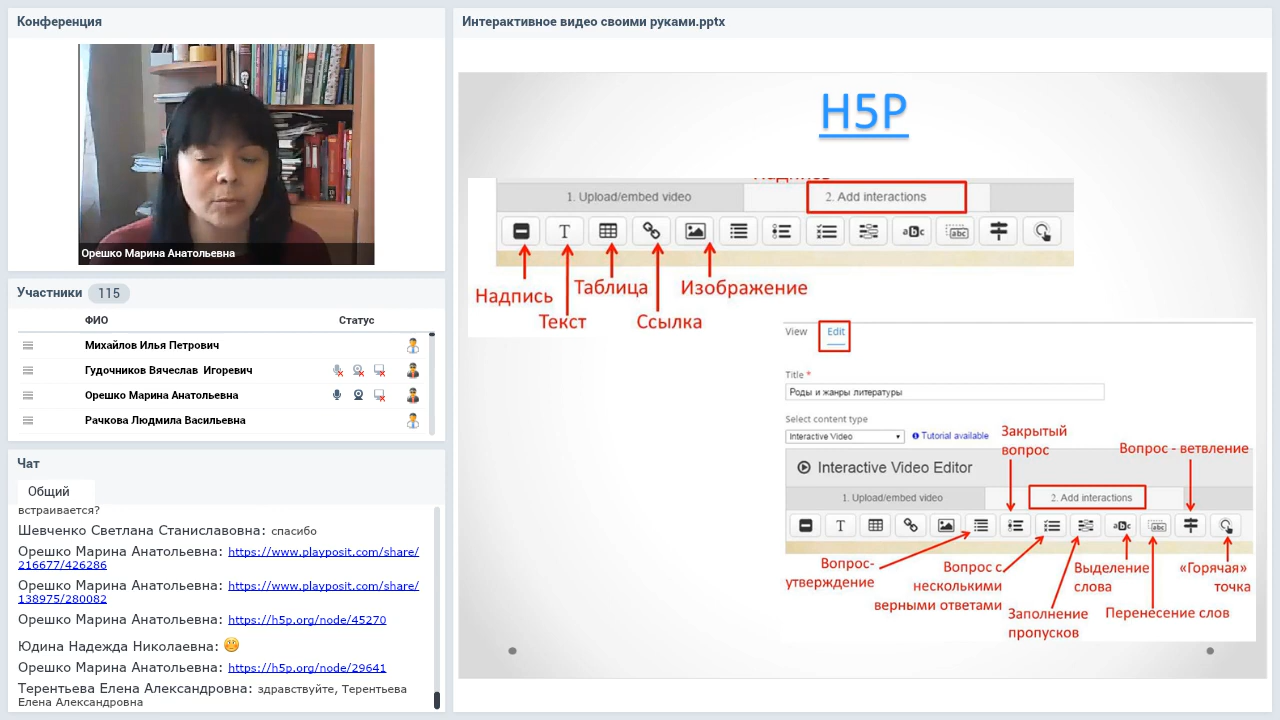 Конференция
Орешко Марина Анатольевна
Участники 115
ФИО Статус
Михайлов Илья Петрович
Гудочников Вячеслав Игоревич
Орешко Марина Анатольевна
Рачкова Людмила Васильевна
Чат
Общий
встраивается?
Шевченко Светлана Станиславовна: спасибо
Орешко Марина Анатольевна: https://www.playposit.com/share/
216677/426286
Орешко Марина Анатольевна: https://www.playposit.com/share/
138975/280082
Орешко Марина Анатольевна: https://h5p.org/node/45270
Юдина Надежда Николаевна:
Орешко Марина Анатольевна: https://h5p.org/node/29641
Терентьева Елена Александровна: здравствуйте, Терентьева
Елена Александровна
Интерактивное видео своими руками.pptx
H5P
1. Upload/embed video
2. Add interactions
T
abc
abc
Надпись
Таблица
Изображение
Текст
Ссылка
View Edit
Title *
Роды и жанры литературы
Select content type
Interactive Video
Tutorial available
Закрытый
вопрос
Вопрос - ветвление
Interactive Video Editor
1. Upload/embed video
2. Add interactions
T
abc
abc
Вопрос-
утверждение
Вопрос с
несколькими
верными ответами
Заполнение
пропусков
Выделение
слова
Перенесение слов
«Горячая»
точка